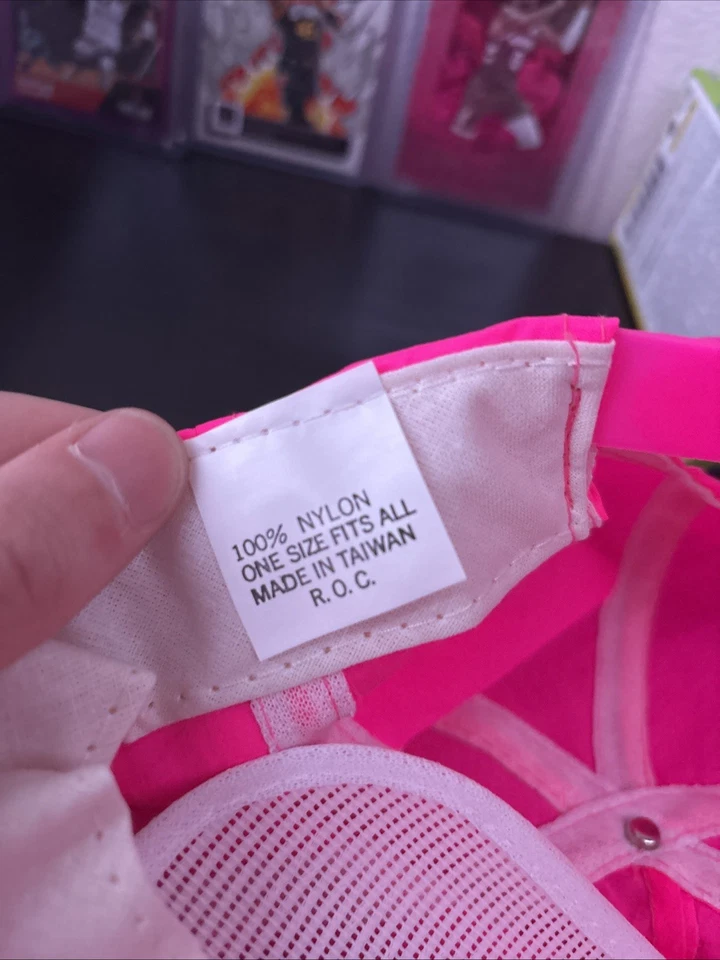 100% NYLON
ONE SIZE FITS ALL
MADE IN TAIWAN
R.O.C.